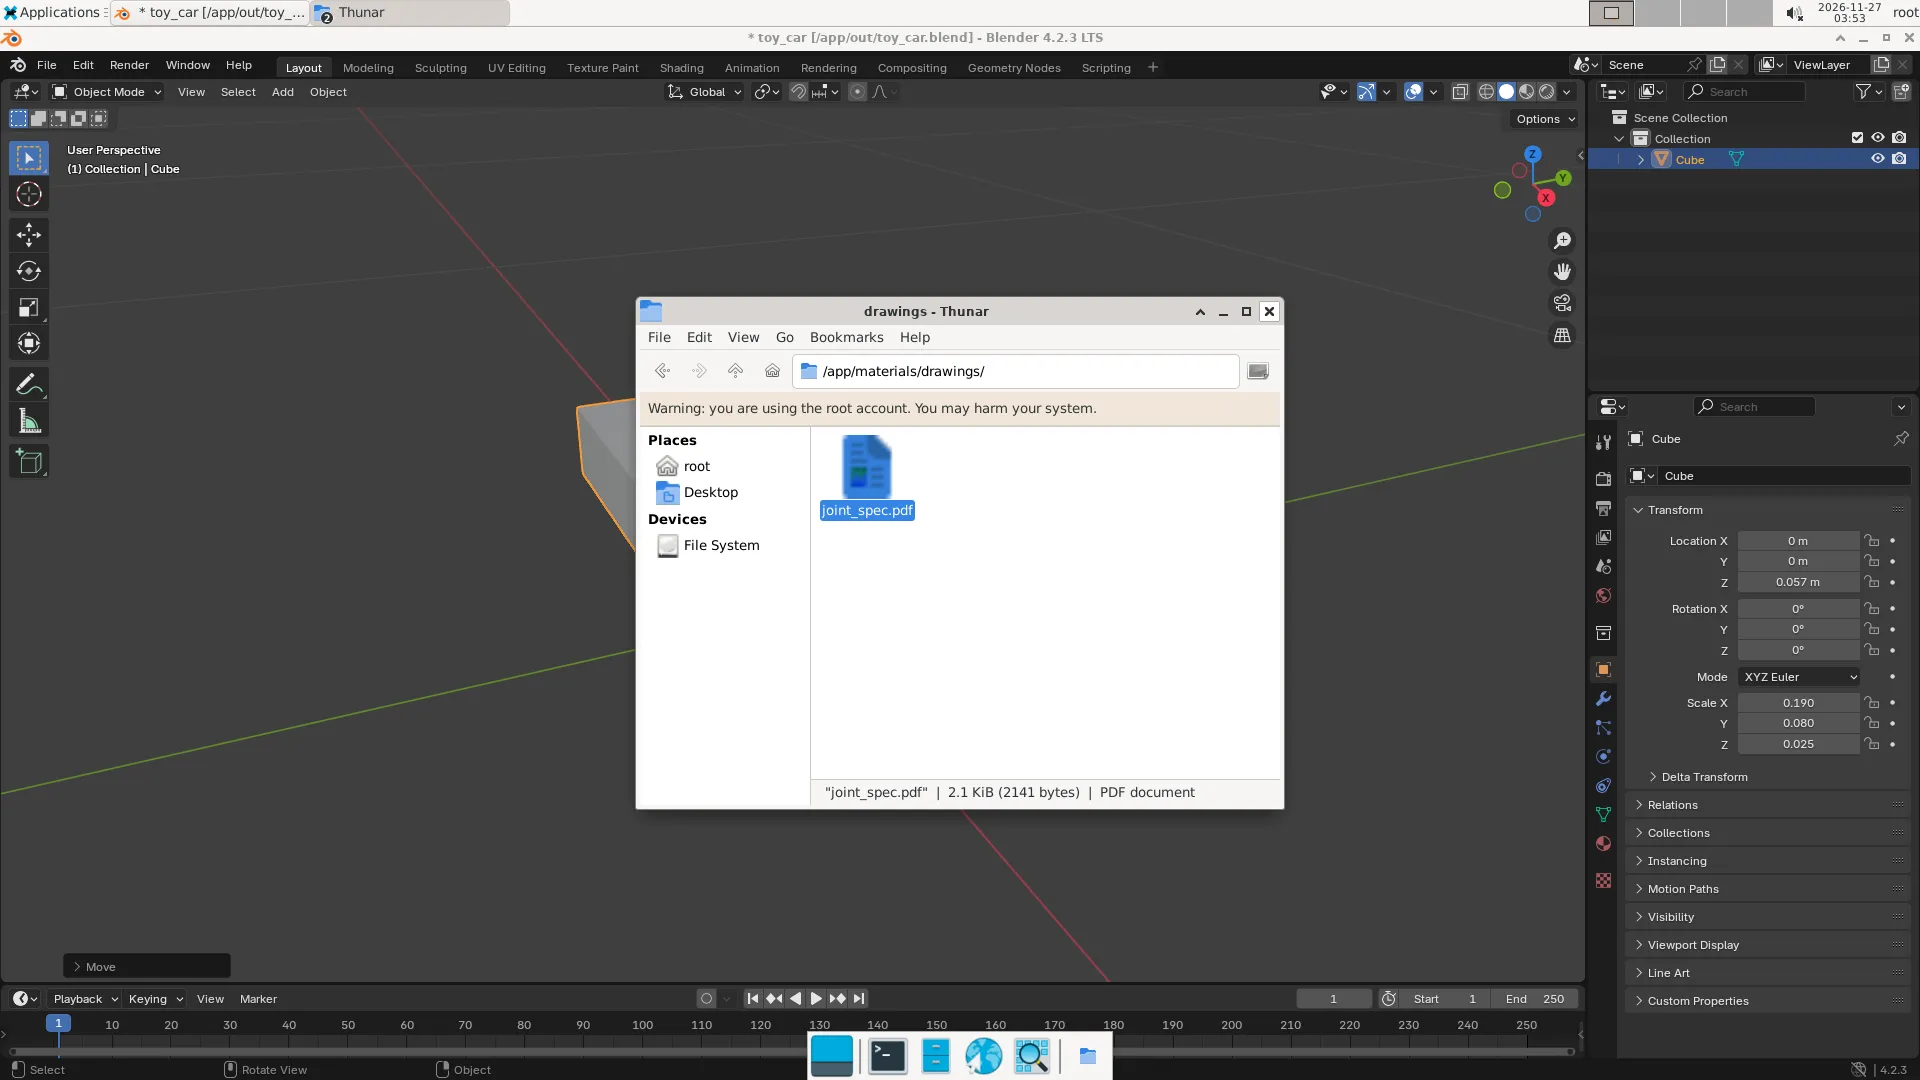 Applications
* toy_car [/app/out/toy_...
2
Thunar
2026-11-27
03:53
root
* toy_car [/app/out/toy_car.blend] - Blender 4.2.3 LTS
File Edit Render Window Help
Layout Modeling Sculpting UV Editing Texture Paint Shading Animation Rendering Compositing Geometry Nodes Scripting
Scene
ViewLayer
Object Mode View Select Add Object
Global
Search
Options
User Perspective
(1) Collection | Cube
Z
Y
X
Scene Collection
Collection
Cube
drawings - Thunar
File Edit View Go Bookmarks Help
/app/materials/drawings/
Warning: you are using the root account. You may harm your system.
Places
root
Desktop
Devices
File System
joint_spec.pdf
"joint_spec.pdf" | 2.1 KiB (2141 bytes) | PDF document
Search
Cube
Cube
Transform
Location X 0 m
Y 0 m
Z 0.057 m
Rotation X 0°
Y 0°
Z 0°
Mode XYZ Euler
Scale X 0.190
Y 0.080
Z 0.025
Delta Transform
Relations
Collections
Instancing
Motion Paths
Visibility
Viewport Display
Line Art
Custom Properties
Move
Playback Keying View Marker
1
Start 1
End 250
1 10 20 30 40 50 60 70 80 90 100 110 120 130 140 150 160 170 180 190 200 210 220 230 240 250
Select
Rotate View
Object
4.2.3